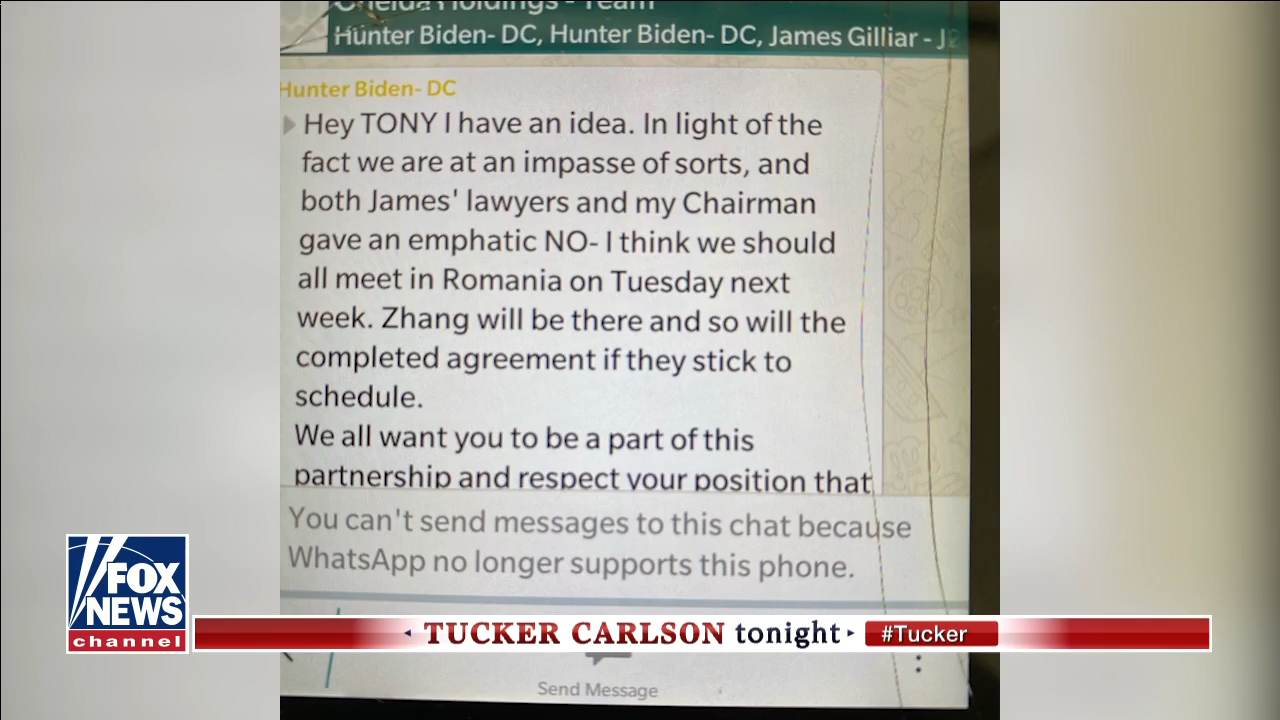 Oneida Holdings - Team
Hunter Biden- DC, Hunter Biden- DC, James Gilliar - J2
Hunter Biden- DC
Hey TONY I have an idea. In light of the
fact we are at an impasse of sorts, and
both James' lawyers and my Chairman
gave an emphatic NO- I think we should
all meet in Romania on Tuesday next
week. Zhang will be there and so will the
completed agreement if they stick to
schedule.
We all want you to be a part of this
partnership and respect your position that
You can't send messages to this chat because
WhatsApp no longer supports this phone.
FOX
NEWS
channel
TUCKER CARLSON tonight
#Tucker
Send Message